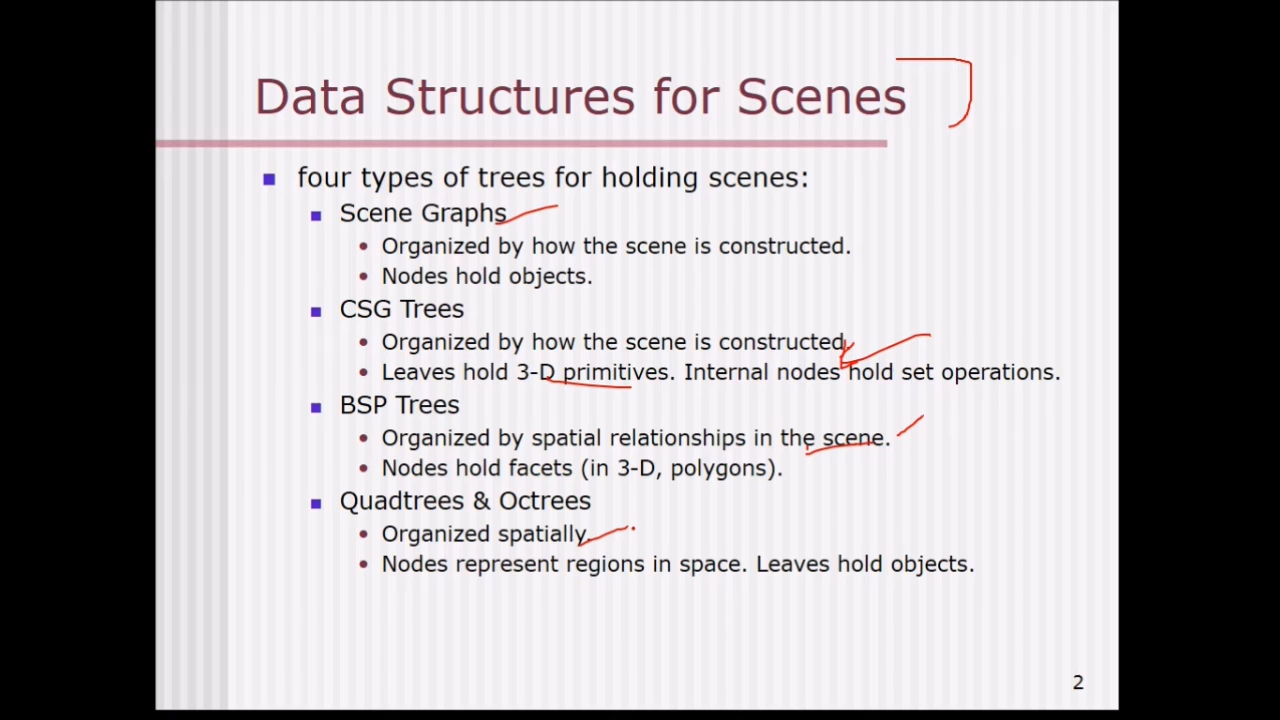 Data Structures for Scenes
four types of trees for holding scenes:
Scene Graphs
Organized by how the scene is constructed.
Nodes hold objects.
CSG Trees
Organized by how the scene is constructed.
Leaves hold 3-D primitives. Internal nodes hold set operations.
BSP Trees
Organized by spatial relationships in the scene.
Nodes hold facets (in 3-D, polygons).
Quadtrees & Octrees
Organized spatially.
Nodes represent regions in space. Leaves hold objects.
2